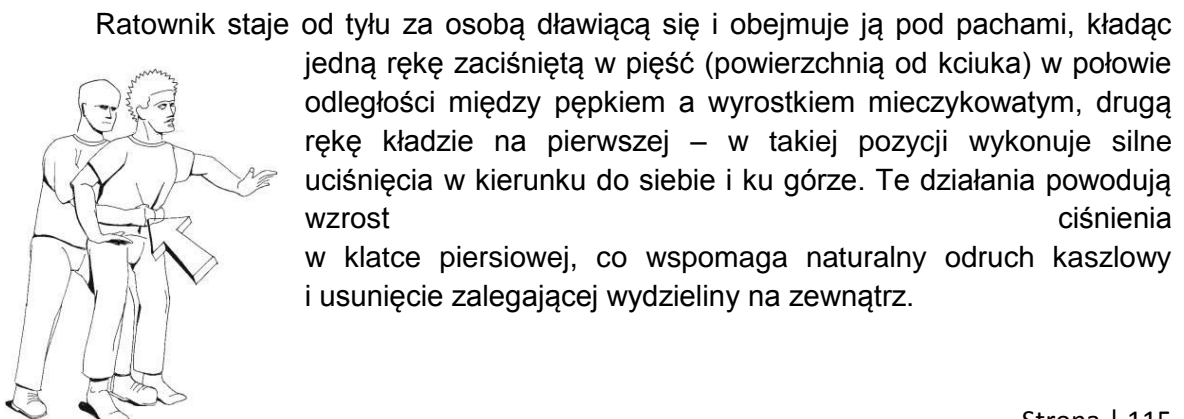 Ratownik staje od tyłu za osobą dławiącą się i obejmuje ją pod pachami, kładąc
jedną rękę zaciśniętą w pięść (powierzchnią od kciuka) w połowie
odległości między pępkiem a wyrostkiem mieczykowatym, drugą
rękę kładzie na pierwszej – w takiej pozycji wykonuje silne
uciśnięcia w kierunku do siebie i ku górze. Te działania powodują
wzrost ciśnienia
w klatce piersiowej, co wspomaga naturalny odruch kaszlowy
i usunięcie zalegającej wydzieliny na zewnątrz.
Strona | 115